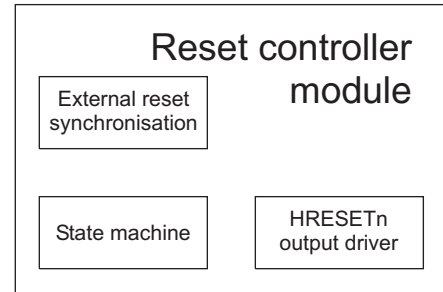 Reset controller
module
External reset
synchronisation
State machine
HRESETn
output driver